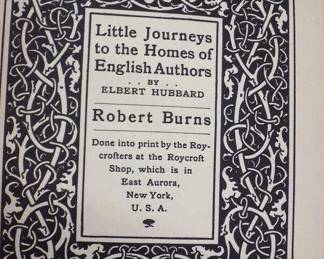 Little Journeys
to the Homes of
English Authors
. . BY . .
ELBERT HUBBARD
Robert Burns
Done into print by the Roy-
crofters at the Roycroft
Shop, which is in
East Aurora,
New York,
U. S. A.